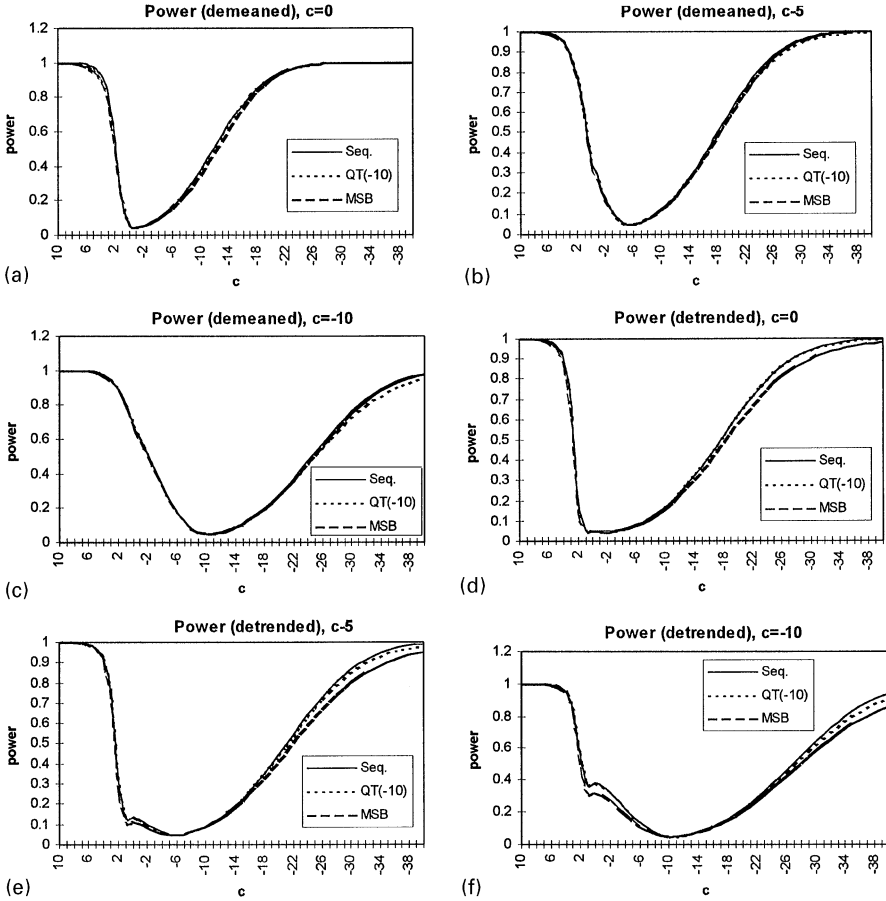 Power (demeaned), c=0
1.2
1
0.8
0.6
0.4
0.2
0
power
Seq.
QT(-10)
MSB
10 6 2 -2 -6 -10 -14 -18 -22 -26 -30 -34 -38
c
(a)
Power (demeaned), c-5
1
0.9
0.8
0.7
0.6
0.5
0.4
0.3
0.2
0.1
0
power
Seq.
QT(-10)
MSB
10 6 2 -2 -6 -10 -14 -18 -22 -26 -30 -34 -38
c
(b)
Power (demeaned), c=-10
1.2
1
0.8
0.6
0.4
0.2
0
power
Seq.
QT(-10)
MSB
10 6 2 -2 -6 -10 -14 -18 -22 -26 -30 -34 -38
c
(c)
Power (detrended), c=0
1
0.9
0.8
0.7
0.6
0.5
0.4
0.3
0.2
0.1
0
power
Seq.
QT(-10)
MSB
10 6 2 -2 -6 -10 -14 -18 -22 -26 -30 -34 -38
c
(d)
Power (detrended), c-5
1
0.9
0.8
0.7
0.6
0.5
0.4
0.3
0.2
0.1
0
power
Seq.
QT(-10)
MSB
10 6 2 -2 -6 -10 -14 -18 -22 -26 -30 -34 -38
c
(e)
Power (detrended), c=-10
1.2
1
0.8
0.6
0.4
0.2
0
power
Seq.
QT(-10)
MSB
10 6 2 -2 -6 -10 -14 -18 -22 -26 -30 -34 -38
c
(f)